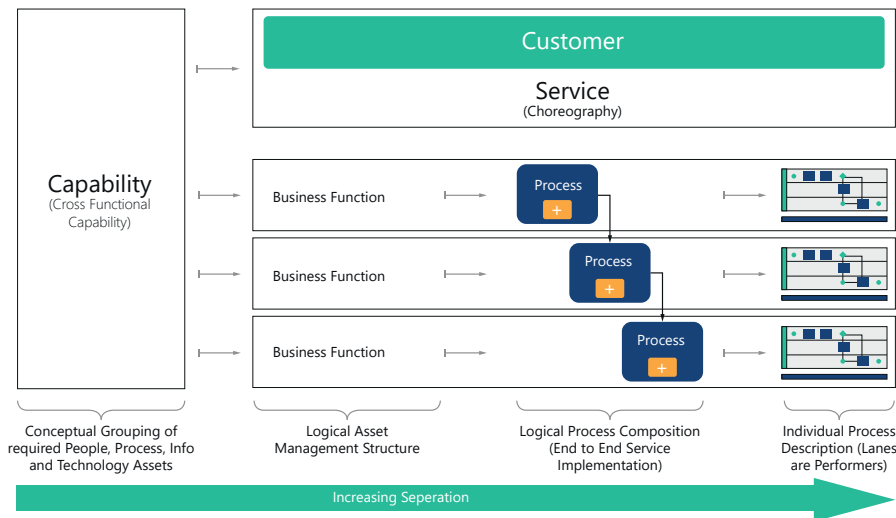 Customer
Service
(Choreography)
Capability
(Cross Functional
Capability)
Business Function
Process
+
Business Function
Process
+
Business Function
Process
+
Conceptual Grouping of
required People, Process, Info
and Technology Assets
Logical Asset
Management Structure
Logical Process Composition
(End to End Service
Implementation)
Individual Process
Description (Lanes
are Performers)
Increasing Seperation